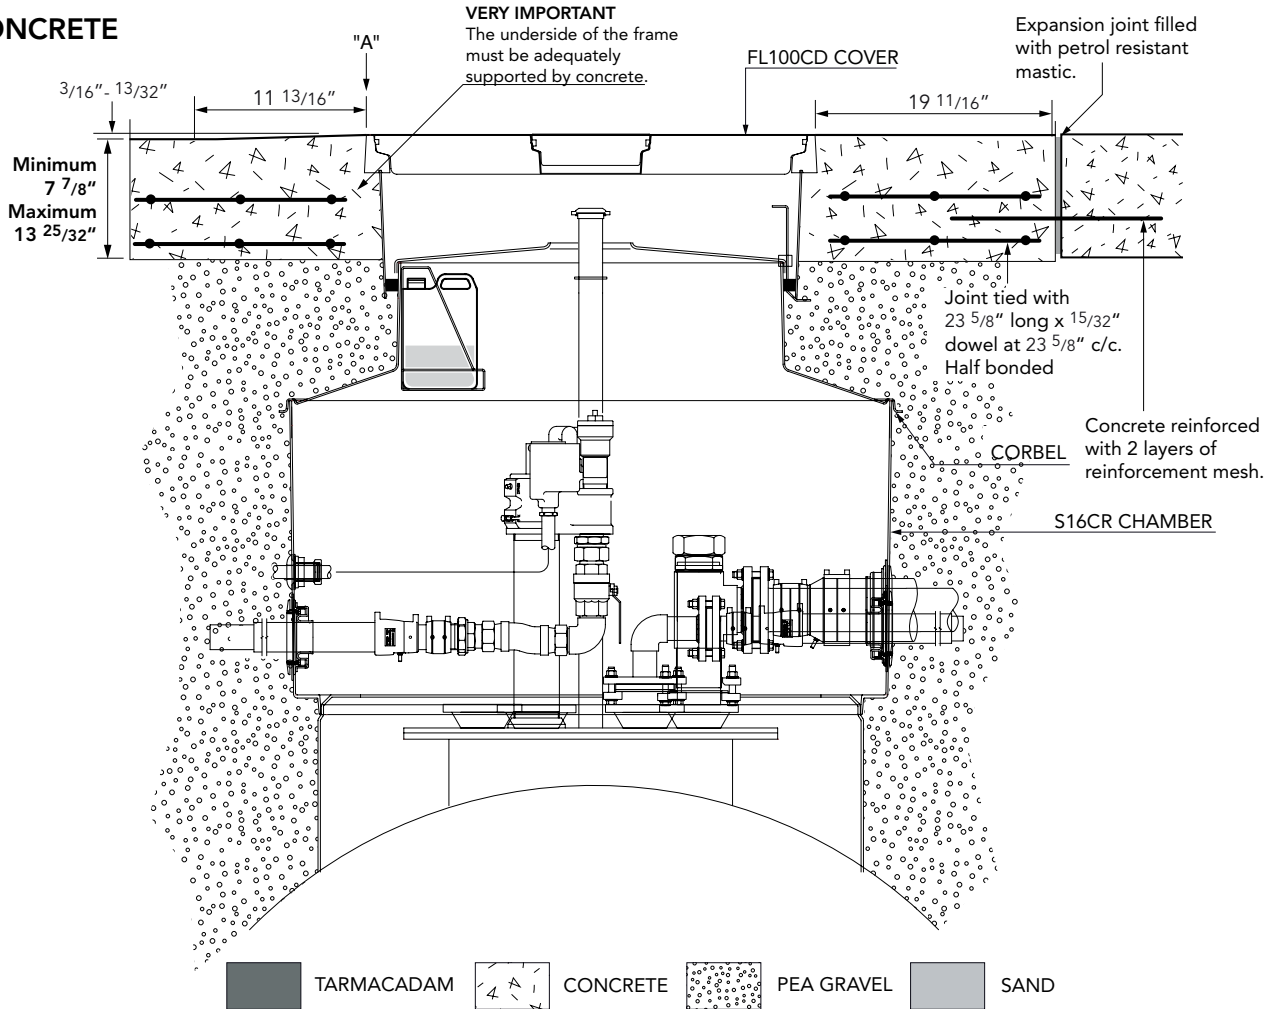 ONCRETE
VERY IMPORTANT
The underside of the frame
must be adequately
supported by concrete.
"A"
FL100CD COVER
Expansion joint filled
with petrol resistant
mastic.
3/16"- 13/32"
11 13/16"
19 11/16"
Minimum
7 7/8"
Maximum
13 25/32"
Joint tied with
23 5/8" long x 15/32"
dowel at 23 5/8" c/c.
Half bonded
CORBEL
Concrete reinforced
with 2 layers of
reinforcement mesh.
S16CR CHAMBER
TARMACADAM
CONCRETE
PEA GRAVEL
SAND